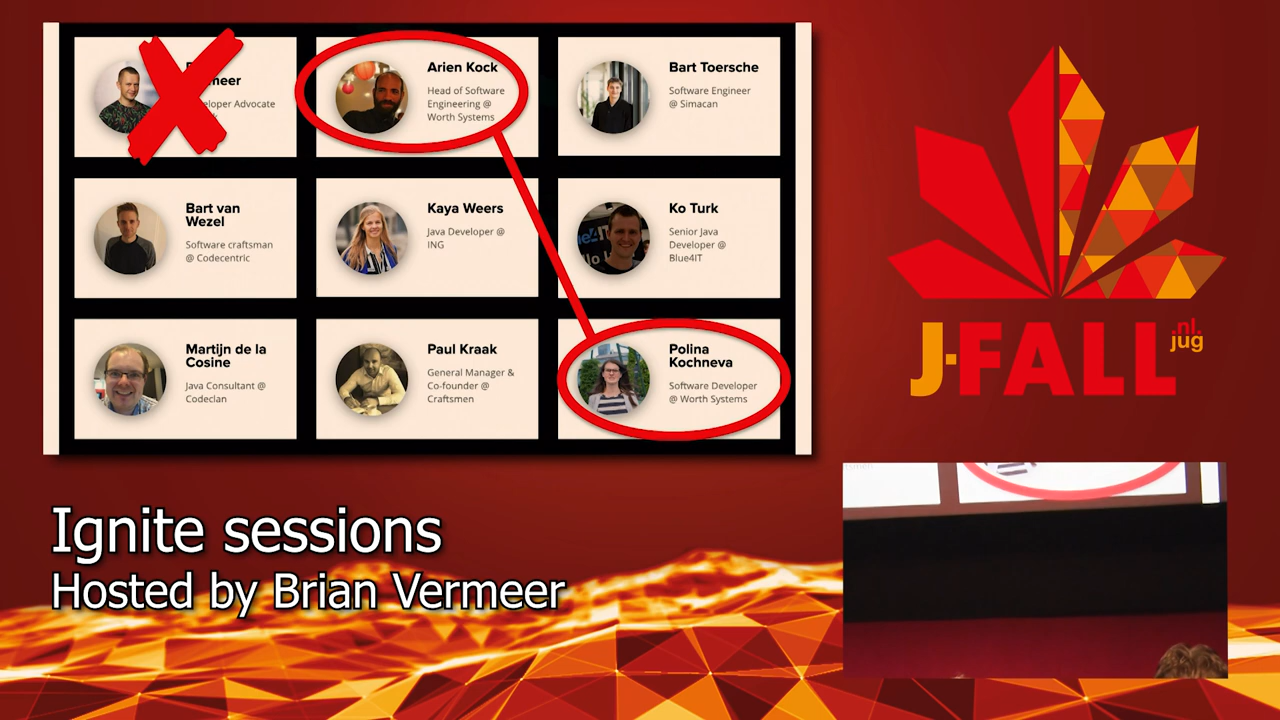 meer
eloper Advocate
Arien Kock
Head of Software
Engineering @
Worth Systems
Bart Toersche
Software Engineer
@ Simacan
Bart van
Wezel
Software craftsman
@ Codecentric
Kaya Weers
Java Developer @
ING
Ko Turk
Senior Java
Developer @
Blue4IT
Martijn de la
Cosine
Java Consultant @
Codeclan
Paul Kraak
General Manager &
Co-founder @
Craftsmen
Polina
Kochneva
Software Developer
@ Worth Systems
J-FALL
.nl
jug
Ignite sessions
Hosted by Brian Vermeer